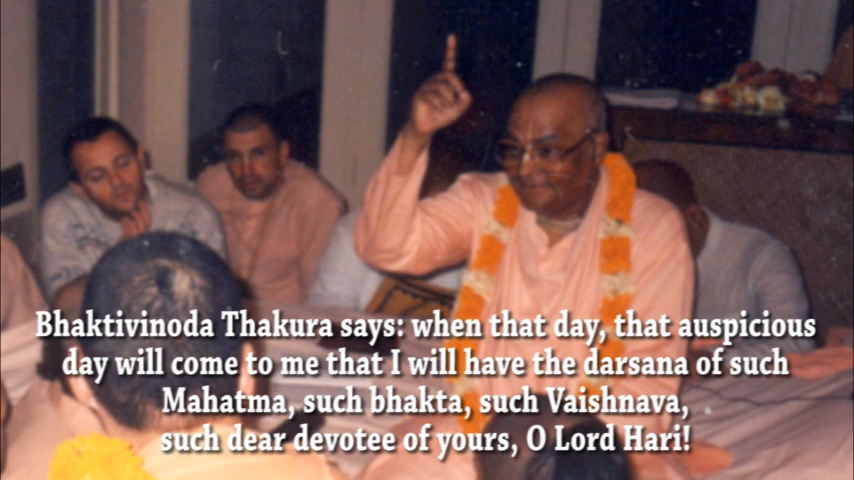 Bhaktivinoda Thakura says: when that day, that auspicious
day will come to me that I will have the darsana of such
Mahatma, such bhakta, such Vaishnava,
such dear devotee of yours, O Lord Hari!